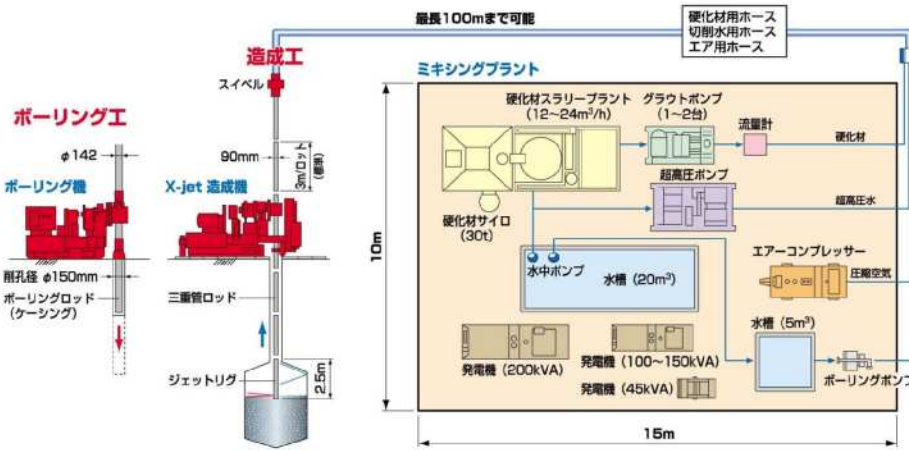 最長100mまで可能
硬化材用ホース
切削水用ホース
エア用ホース
造成工
スイベル
ボーリング工
φ142
90mm
3m/ロット
(標準)
ボーリング機
X-jet 造成機
削孔径 φ150mm
ボーリングロッド
(ケーシング)
三重管ロッド
ジェットリグ
2.5m
ミキシングプラント
硬化材スラリープラント
(12〜24m³/h)
グラウトポンプ
(1〜2台)
流量計
硬化材
超高圧ポンプ
超高圧水
硬化材サイロ
(30t)
水中ポンプ
水槽(20m³)
エアーコンプレッサー
圧縮空気
水槽(5m³)
発電機(200kVA)
発電機(100〜150kVA)
発電機(45kVA)
ボーリングポンプ
10m
15m